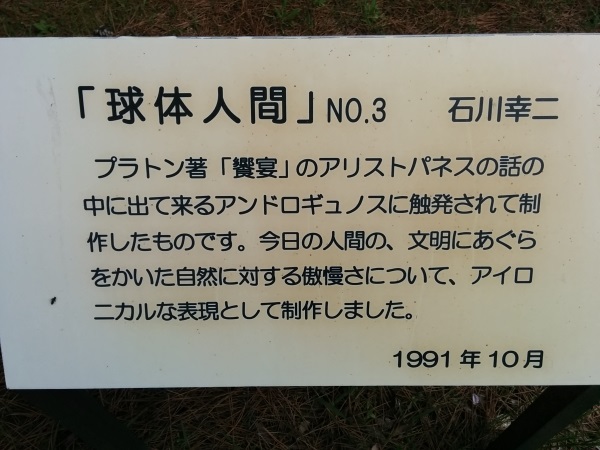 「球体人間」NO.3 石川幸二
プラトン著「饗宴」のアリストパネスの話の
中に出て来るアンドロギュノスに触発されて制
作したものです。今日の人間の、文明にあぐら
をかいた自然に対する傲慢さについて、アイロ
ニカルな表現として制作しました。
1991年10月